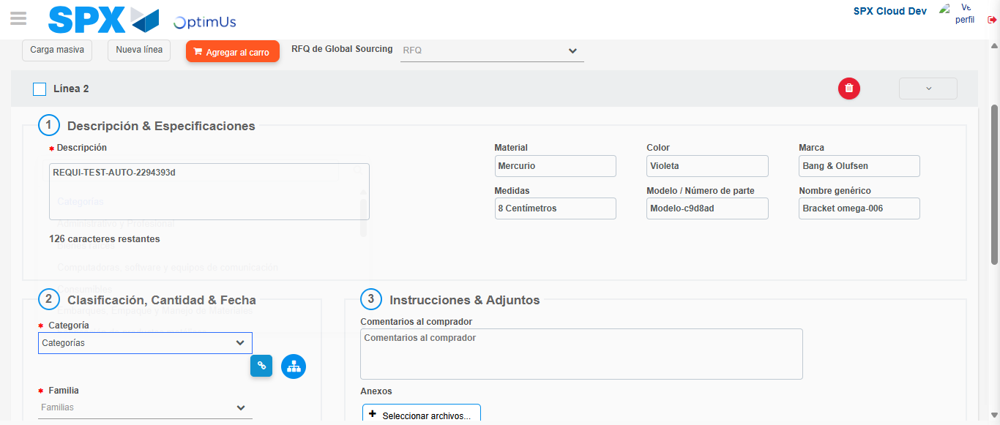 SPX
OptimUs
SPX Cloud Dev
Ve
perfil
Carga masiva
Nueva línea
Agregar al carro
RFQ de Global Sourcing
RFQ
Línea 2
1 Descripción & Especificaciones
* Descripción
REQUI-TEST-AUTO-2294393d
Categorías
Administrativo y Profesional
126 caracteres restantes
Computadoras, software y equipos de comunicación
Embarques, Empaque y Manejo de Materiales
Material
Mercurio
Color
Violeta
Marca
Bang & Olufsen
Medidas
8 Centímetros
Modelo / Número de parte
Modelo-c9d8ad
Nombre genérico
Bracket omega-006
2 Clasificación, Cantidad & Fecha
* Categoría
Categorías
* Familia
Familias
3 Instrucciones & Adjuntos
Comentarios al comprador
Comentarios al comprador
Anexos
+ Seleccionar archivos...